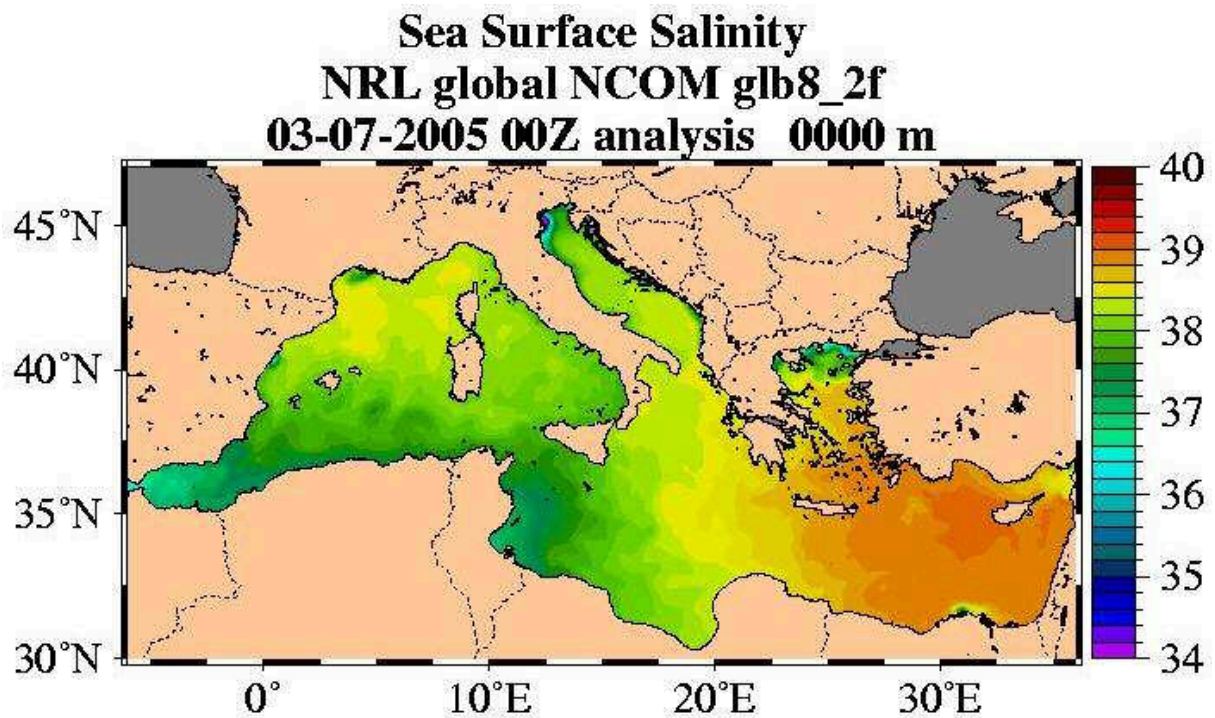 Sea Surface Salinity
NRL global NCOM glb8_2f
03-07-2005 00Z analysis 0000 m
45°N
40°N
35°N
30°N
0°
10°E
20°E
30°E
40
39
38
37
36
35
34